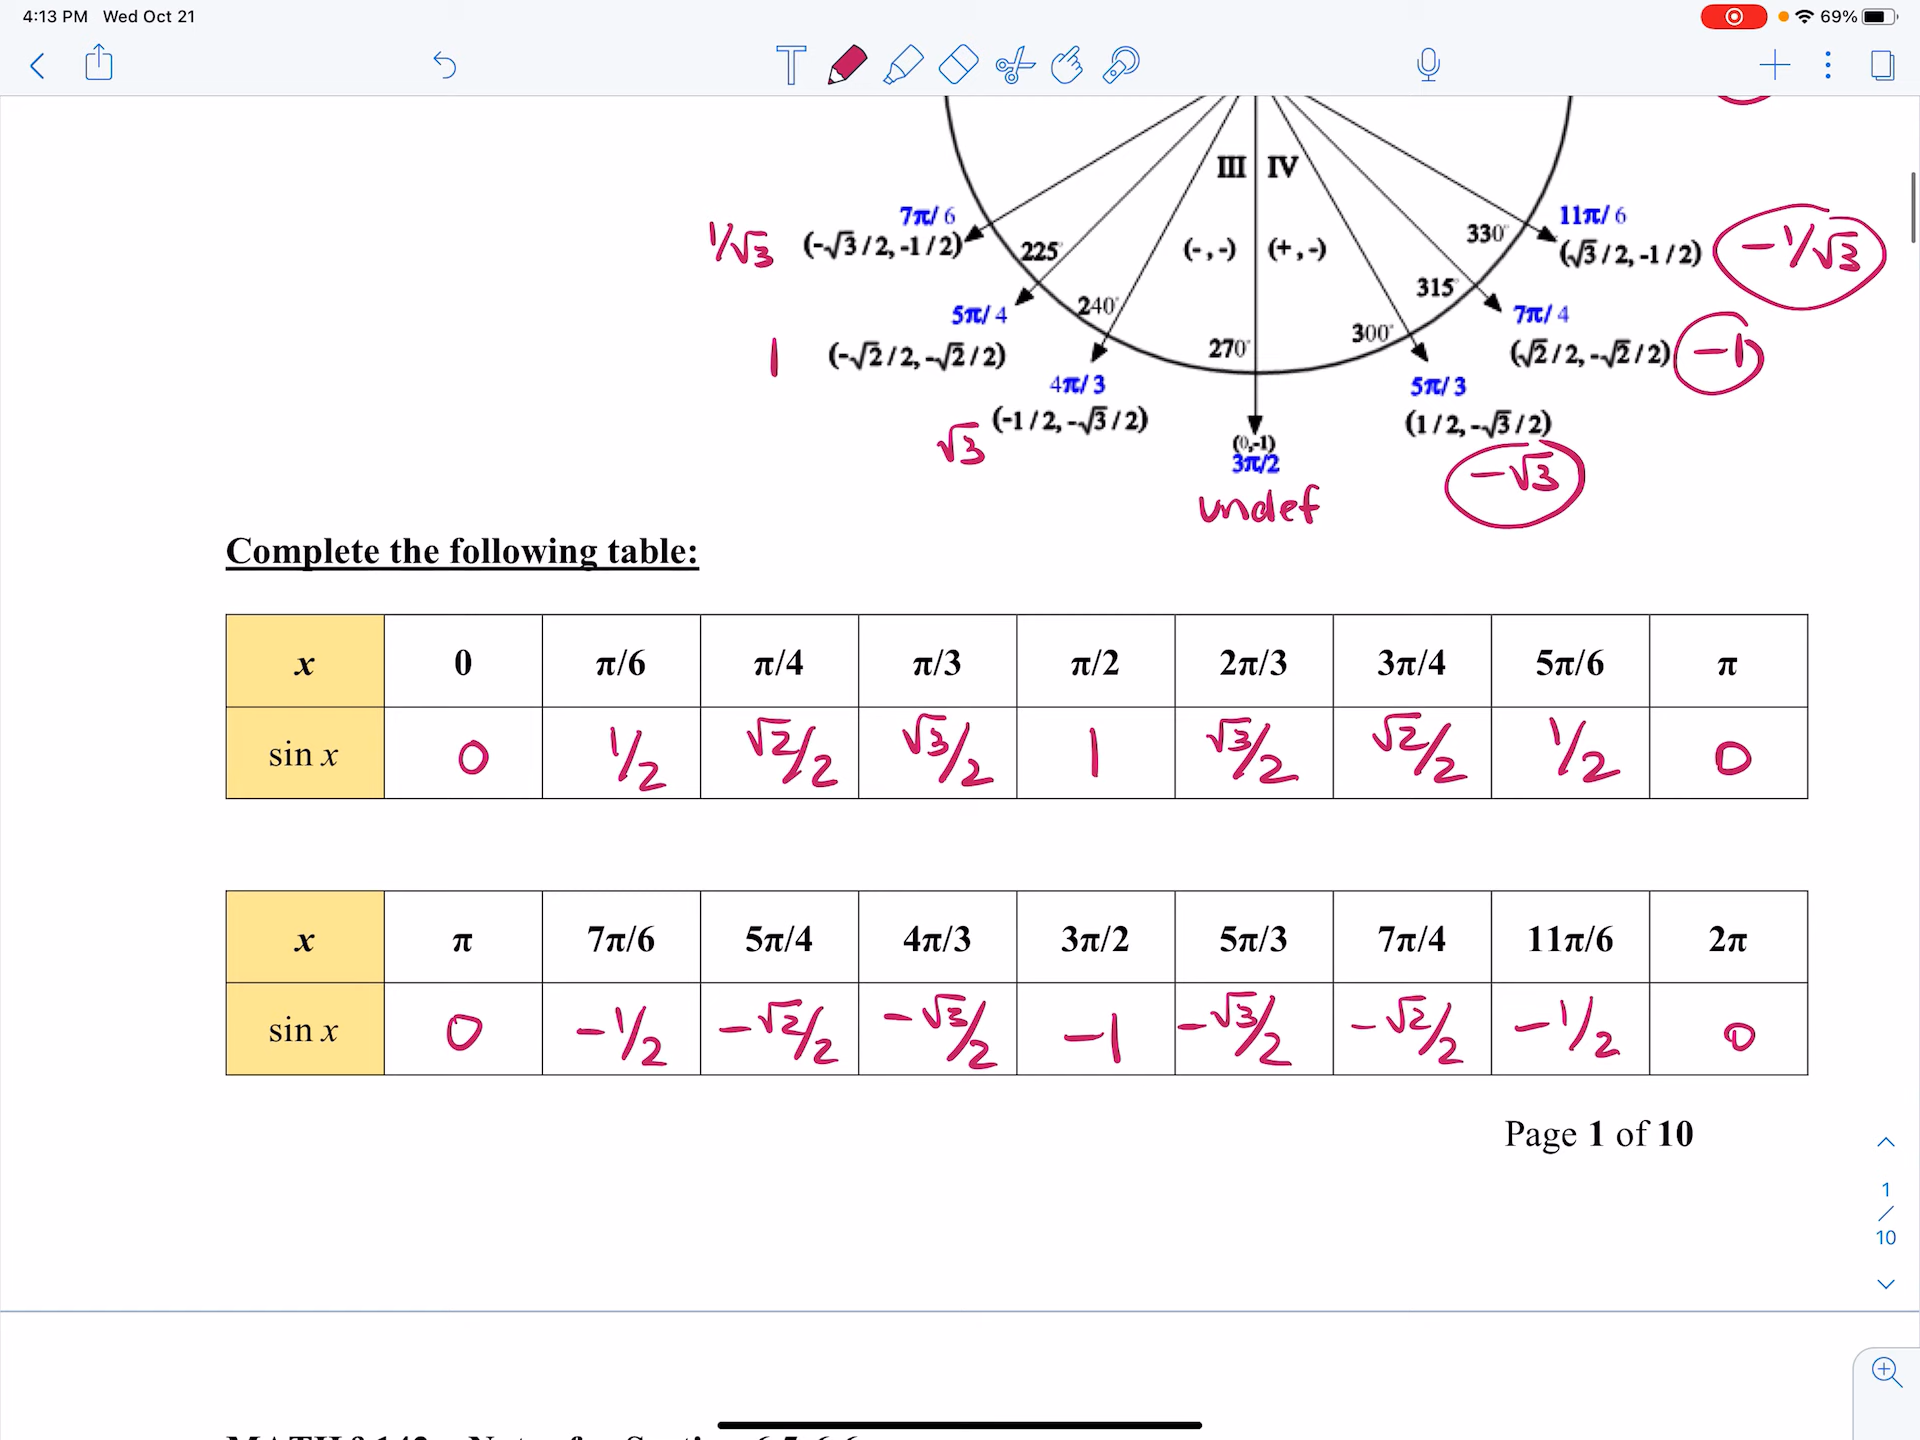 4:13 PM Wed Oct 21 69%
III IV
7π/6 11π/6
1/√3 (-√3/2, -1/2) 225° (-,-) (+,-) 330° (√3/2, -1/2) -1/√3
5π/4 240° 315° 7π/4
1 (-√2/2, -√2/2) 270° 300° (√2/2, -√2/2) -1
4π/3 5π/3
√3 (-1/2, -√3/2) (0,-1) (1/2, -√3/2)
3π/2 -√3
undef
Complete the following table:
x 0 π/6 π/4 π/3 π/2 2π/3 3π/4 5π/6 π
sin x 0 1/2 √2/2 √3/2 1 √3/2 √2/2 1/2 0
x π 7π/6 5π/4 4π/3 3π/2 5π/3 7π/4 11π/6 2π
sin x 0 -1/2 -√2/2 -√3/2 -1 -√3/2 -√2/2 -1/2 0
Page 1 of 10
1
/
10